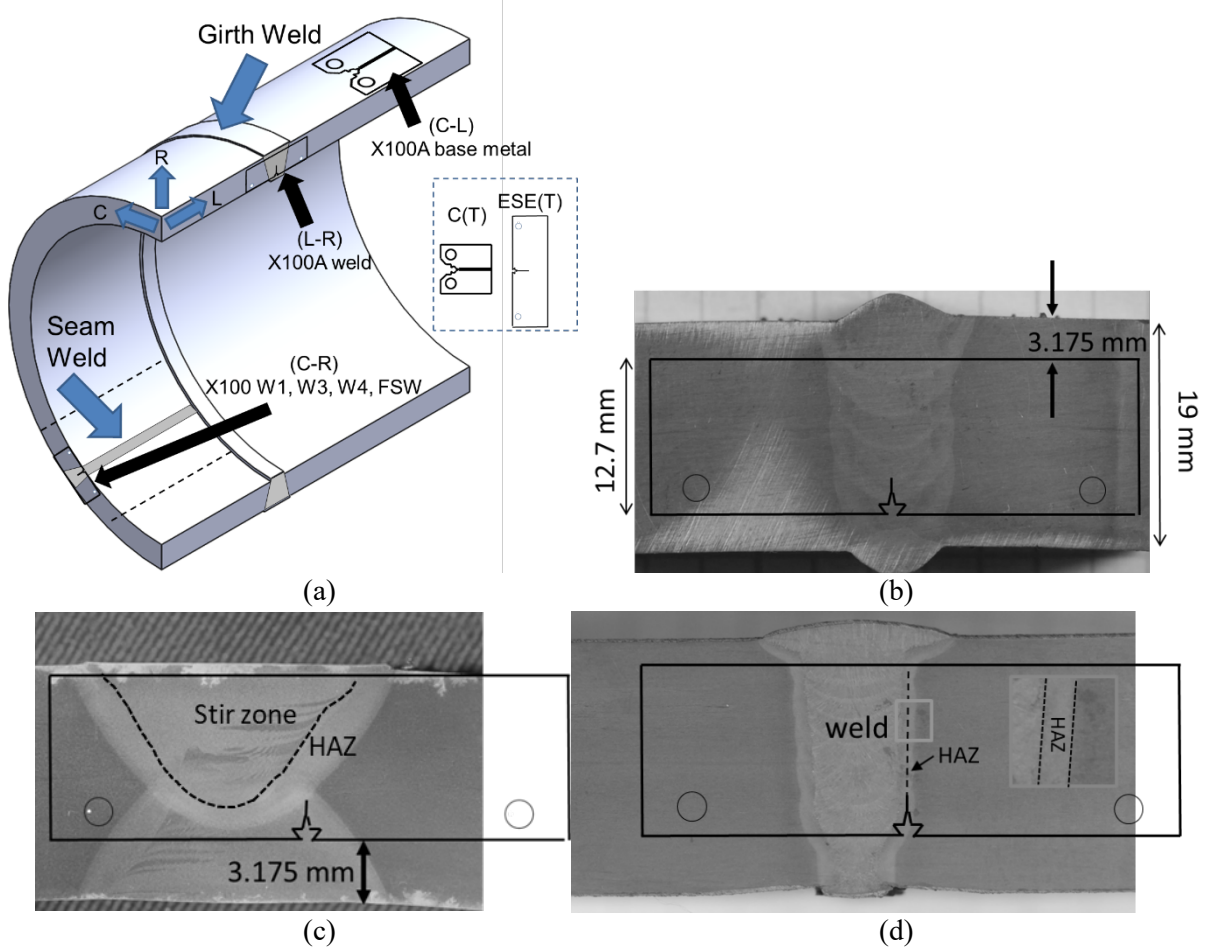 Girth Weld
(C-L)
X100A base metal
R
C
L
C(T)
ESE(T)
(L-R)
X100A weld
Seam
Weld
(C-R)
X100 W1, W3, W4, FSW
(a)
3.175 mm
12.7 mm
19 mm
(b)
Stir zone
HAZ
3.175 mm
(c)
weld
HAZ
HAZ
(d)